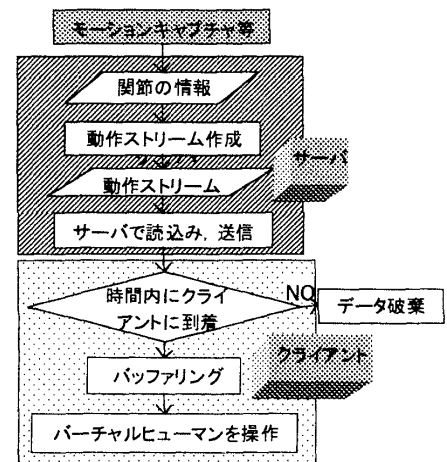 モーションキャプチャ等
関節の情報
動作ストリーム作成
サーバ
動作ストリーム
サーバで読込み,送信
時間内にクライ
アントに到着
NO
データ破棄
クライアント
バッファリング
バーチャルヒューマンを操作